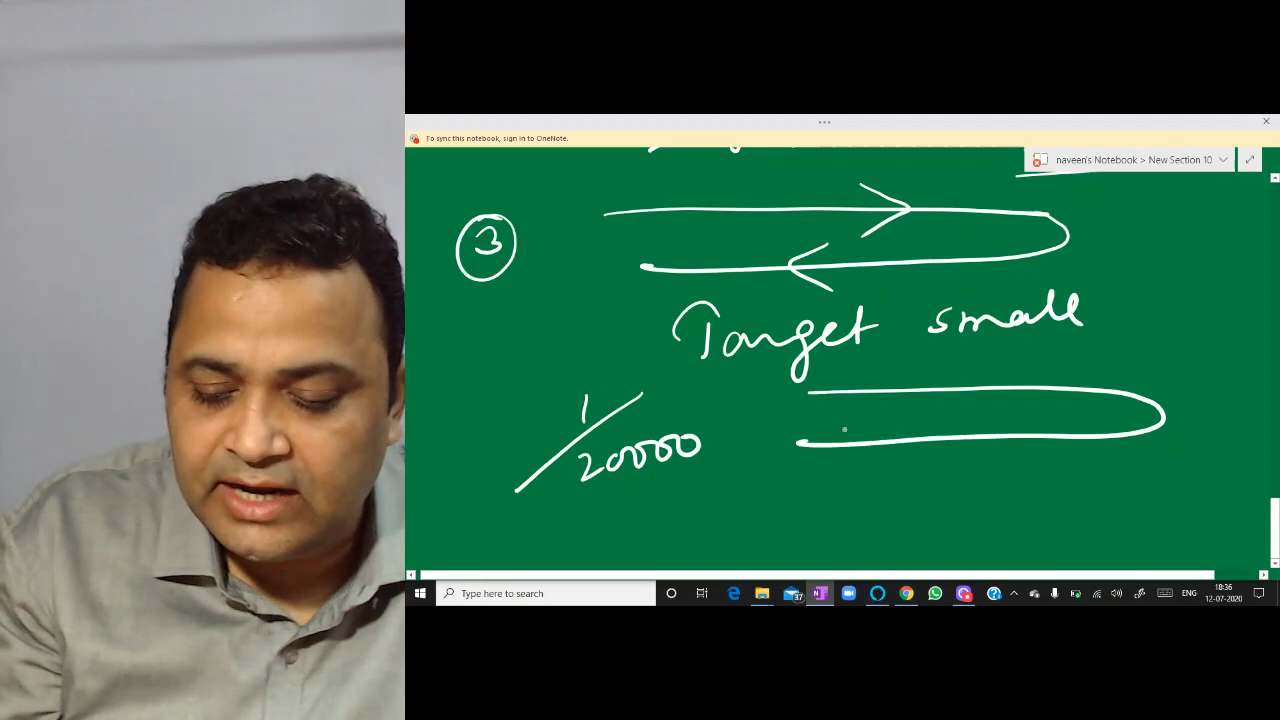 To sync this notebook, sign in to OneNote.
naveen's Notebook > New Section 10
3
Target small
1/20000
Type here to search
37
ENG
18:36
12-07-2020